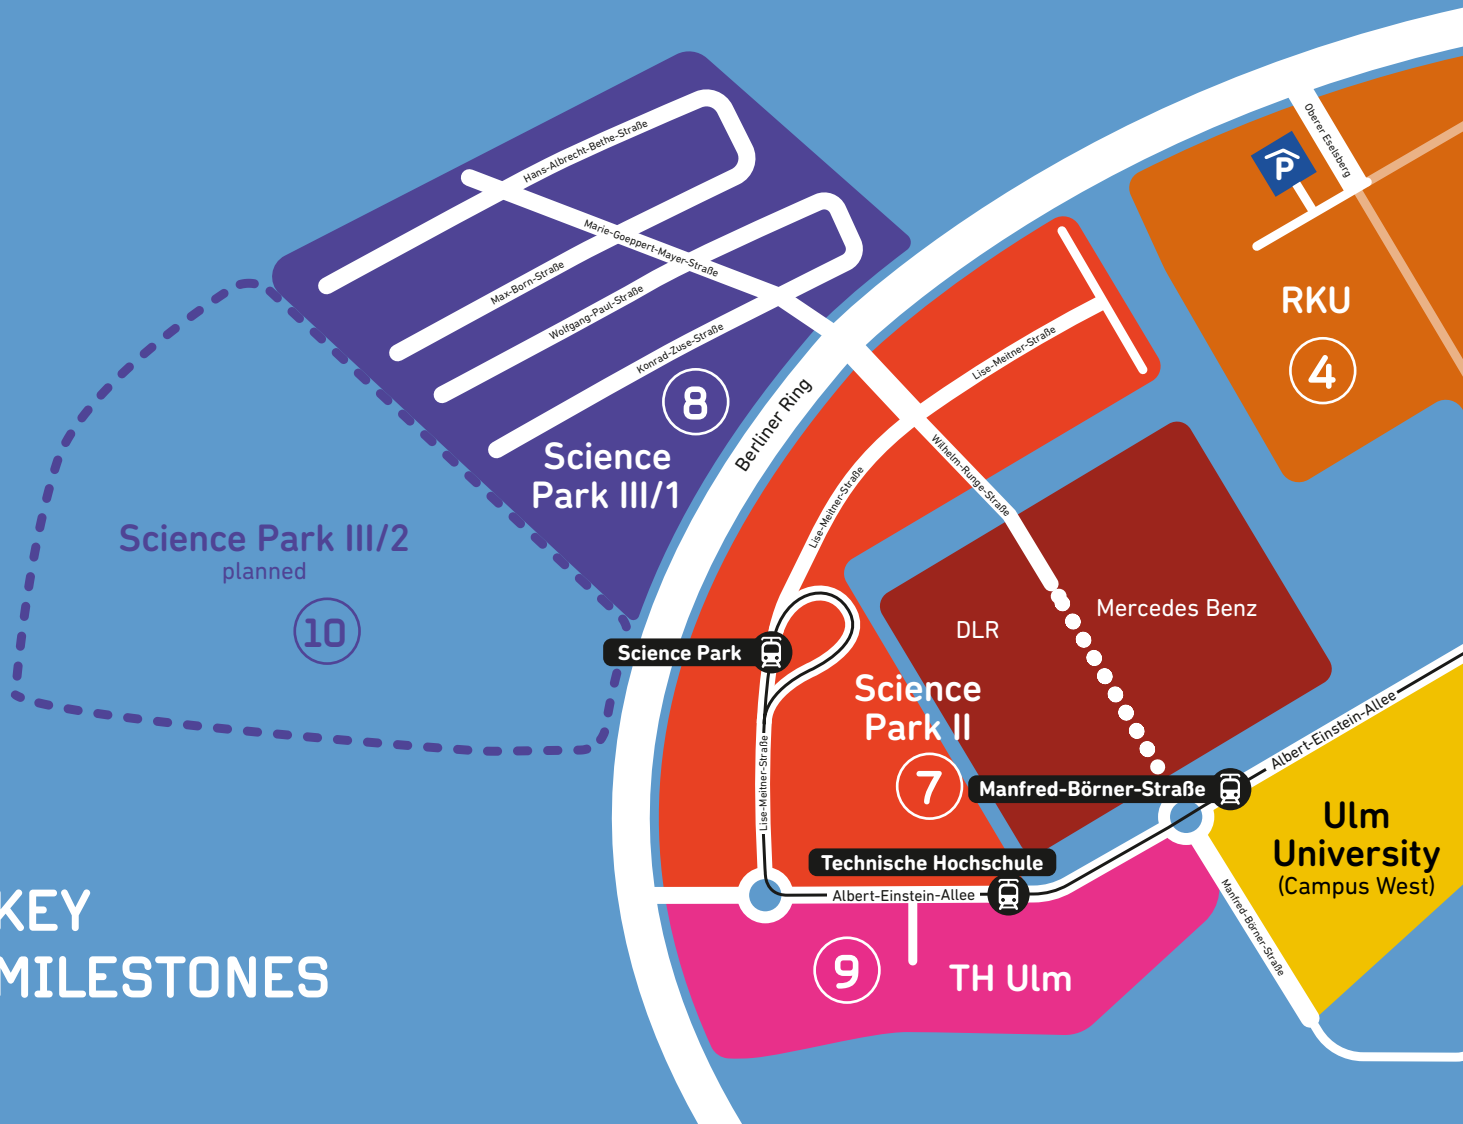 Oberer Eselsberg
P
Hans-Albrecht-Bethe-Straße
Marie-Goeppert-Mayer-Straße
Max-Born-Straße
Wolfgang-Paul-Straße
Konrad-Zuse-Straße
8
Science
Park III/1
Berliner Ring
Lise-Meitner-Straße
RKU
4
Wilhelm-Runge-Straße
Lise-Meitner-Straße
Science Park III/2
planned
10
DLR
Mercedes Benz
Science Park
Science
Park II
7
Lise-Meitner-Straße
Manfred-Börner-Straße
Albert-Einstein-Allee
Ulm
University
(Campus West)
Technische Hochschule
Albert-Einstein-Allee
Manfred-Börner-Straße
9
TH Ulm
KEY
MILESTONES